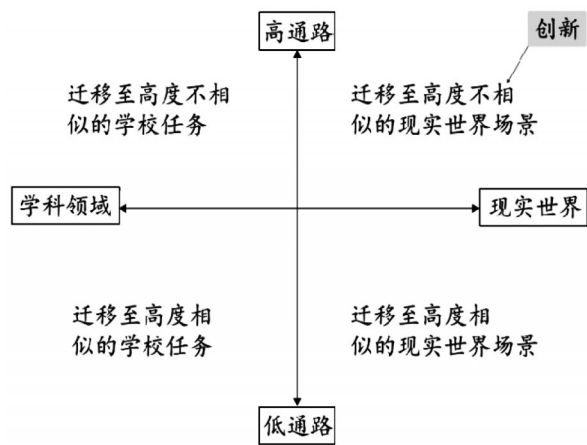 高通路
创新
迁移至高度不相
似的学校任务
迁移至高度不相
似的现实世界场景
学科领域
现实世界
迁移至高度相
似的学校任务
迁移至高度相
似的现实世界场景
低通路